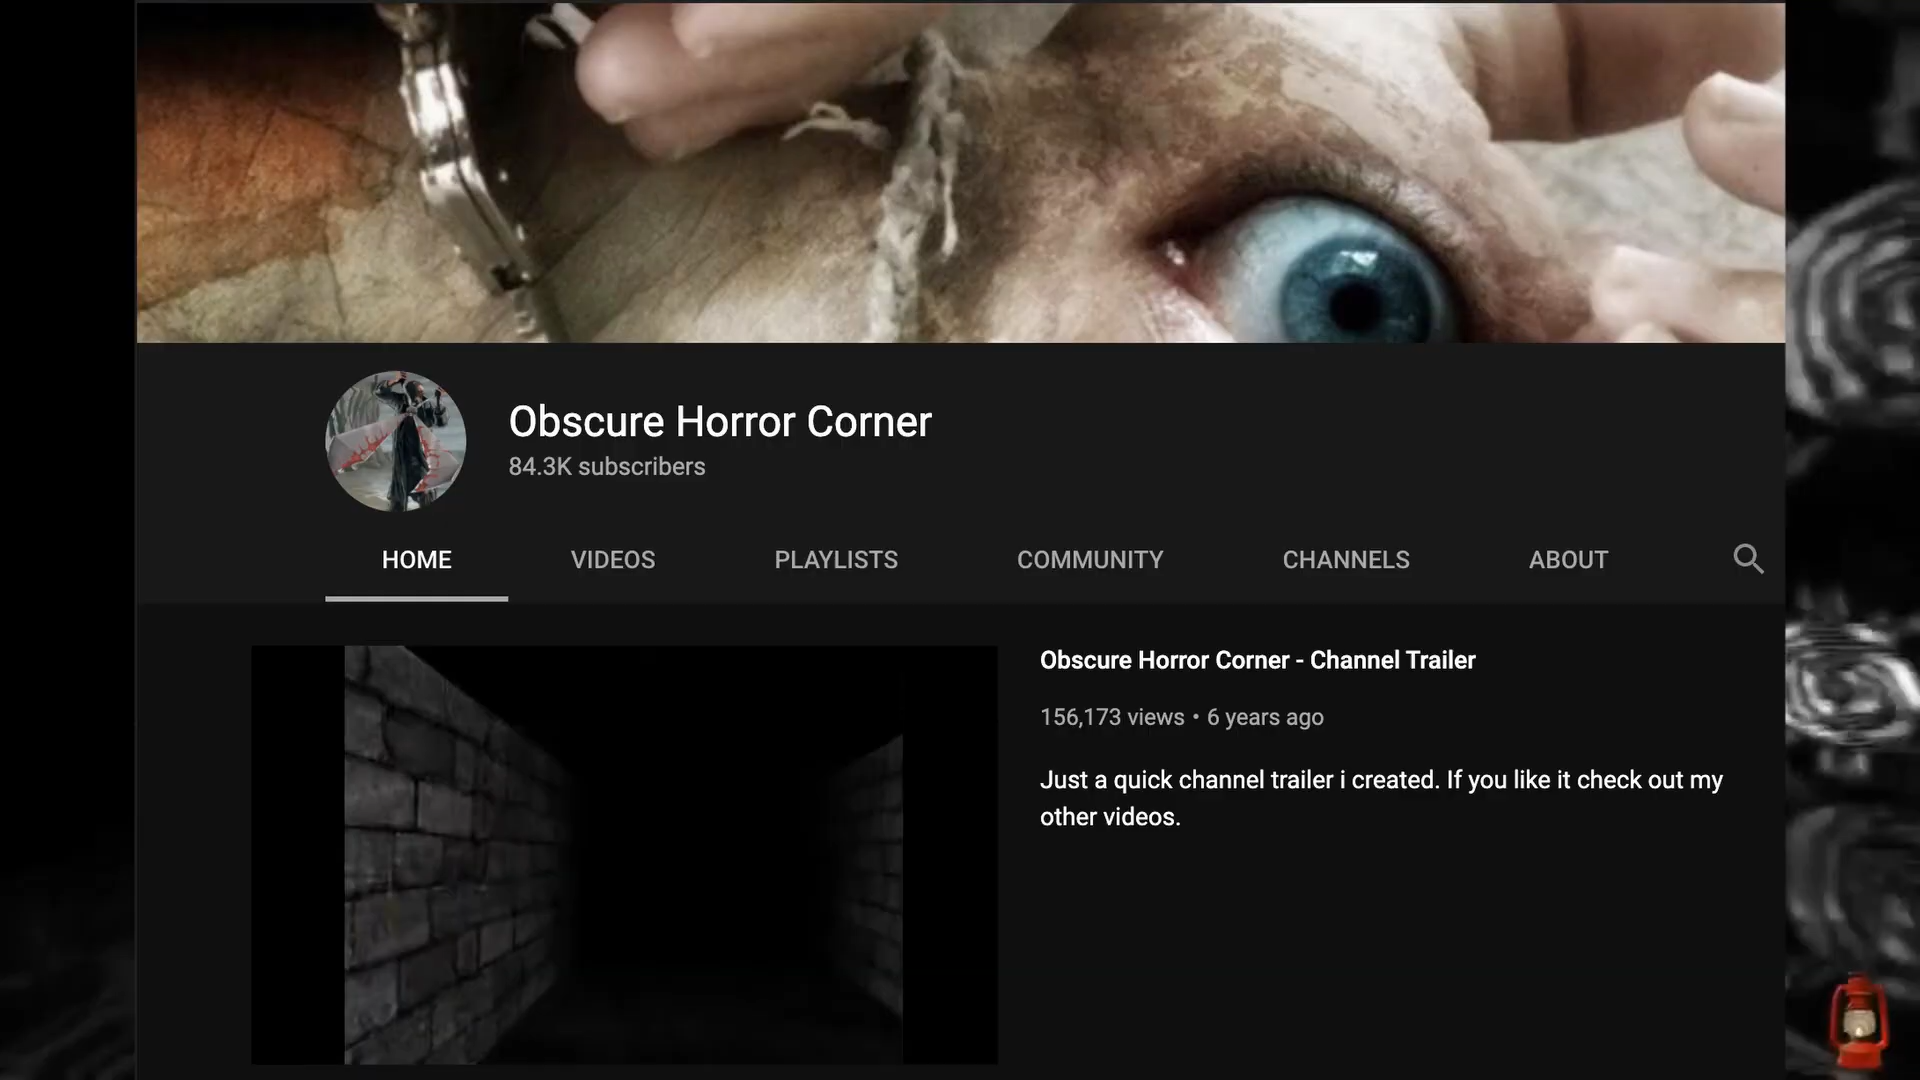 Obscure Horror Corner
84.3K subscribers
HOME VIDEOS PLAYLISTS COMMUNITY CHANNELS ABOUT
Obscure Horror Corner - Channel Trailer
156,173 views • 6 years ago
Just a quick channel trailer i created. If you like it check out my
other videos.